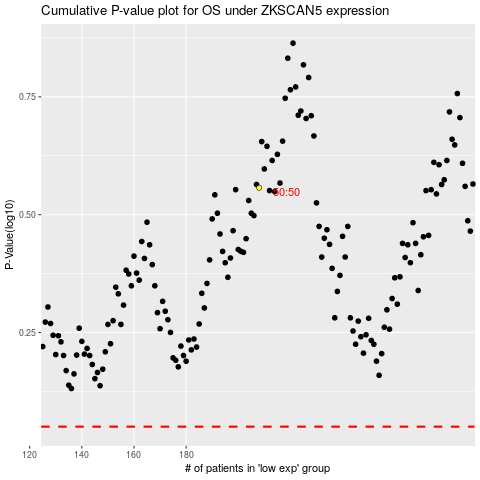 Cumulative P-value plot for OS under ZKSCAN5 expression
P-Value(log10)
0.75
0.50
0.25
50:50
120 140 160 180
# of patients in 'low exp' group